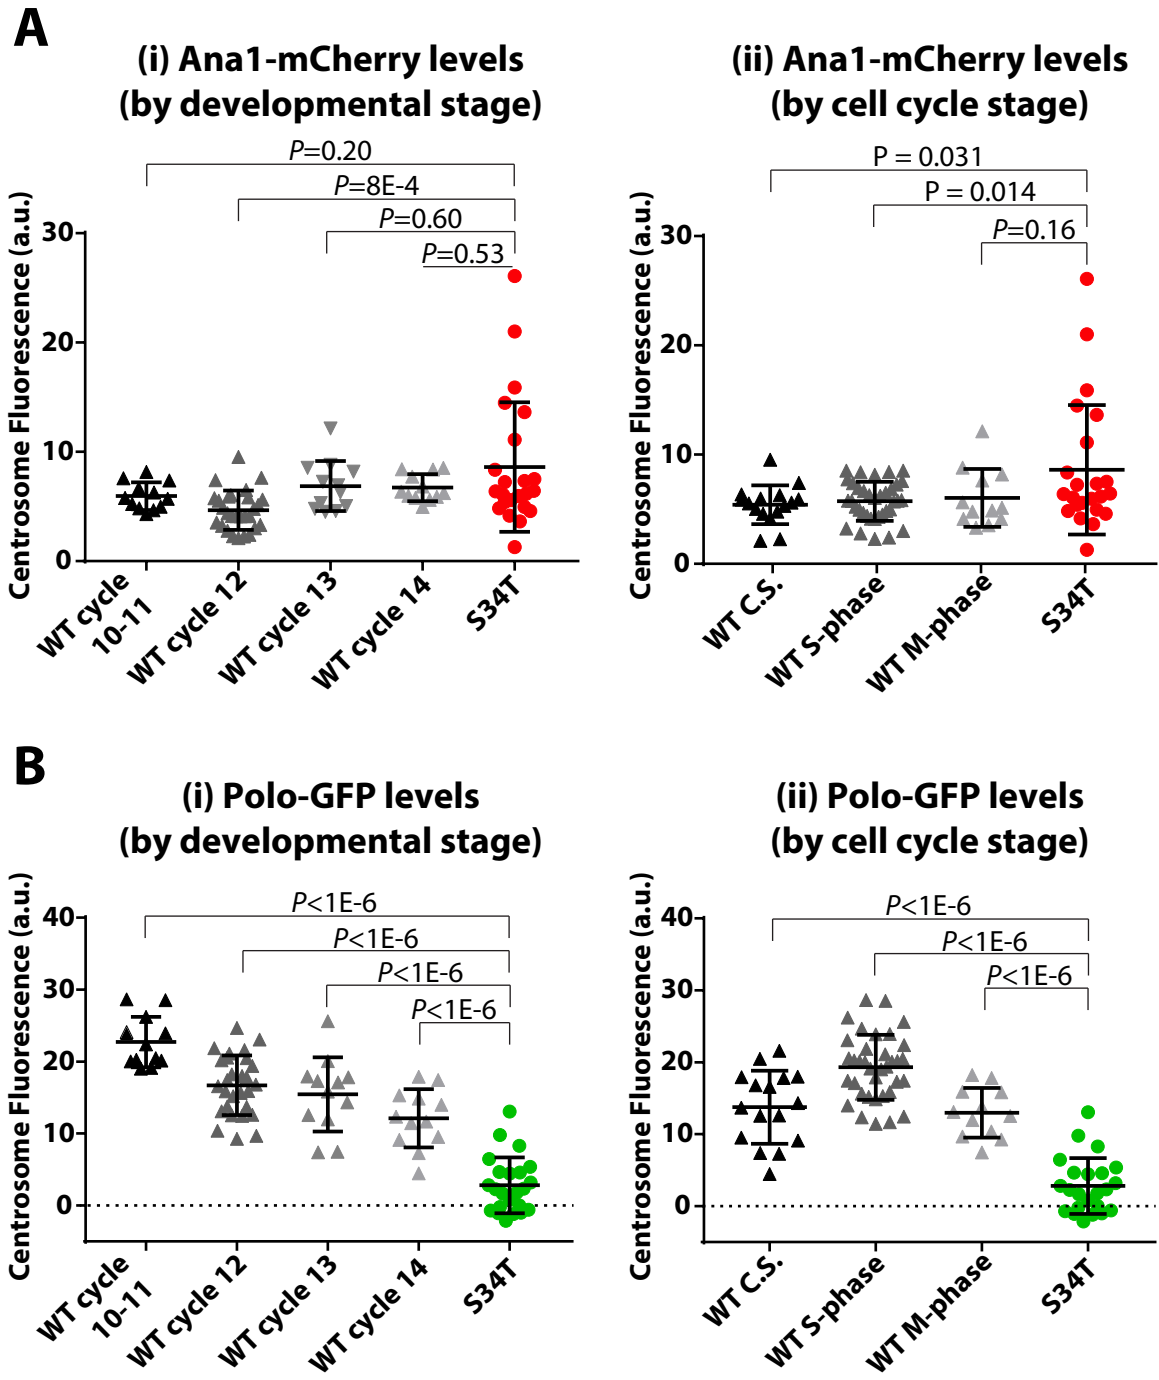 A
(i) Ana1-mCherry levels
(by developmental stage)
P=0.20
P=8E-4
P=0.60
P=0.53
Centrosome Fluorescence (a.u.)
30
20
10
0
WT cycle
10-11
WT cycle 12
WT cycle 13
WT cycle 14
S34T
(ii) Ana1-mCherry levels
(by cell cycle stage)
P = 0.031
P = 0.014
P=0.16
Centrosome Fluorescence (a.u.)
30
20
10
0
WT C.S.
WT S-phase
WT M-phase
S34T
B
(i) Polo-GFP levels
(by developmental stage)
P<1E-6
P<1E-6
P<1E-6
P<1E-6
Centrosome Fluorescence (a.u.)
40
30
20
10
0
WT cycle
10-11
WT cycle 12
WT cycle 13
WT cycle 14
S34T
(ii) Polo-GFP levels
(by cell cycle stage)
P<1E-6
P<1E-6
P<1E-6
Centrosome Fluorescence (a.u.)
40
30
20
10
0
WT C.S.
WT S-phase
WT M-phase
S34T